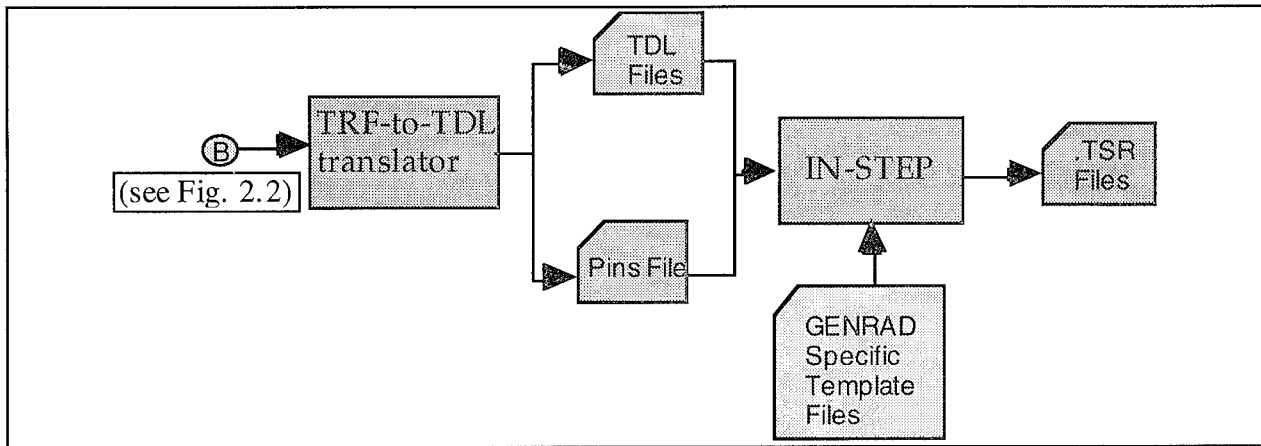 TDL
Files
TRF-to-TDL
translator
B
(see Fig. 2.2)
IN-STEP
.TSR
Files
Pins File
GENRAD
Specific
Template
Files